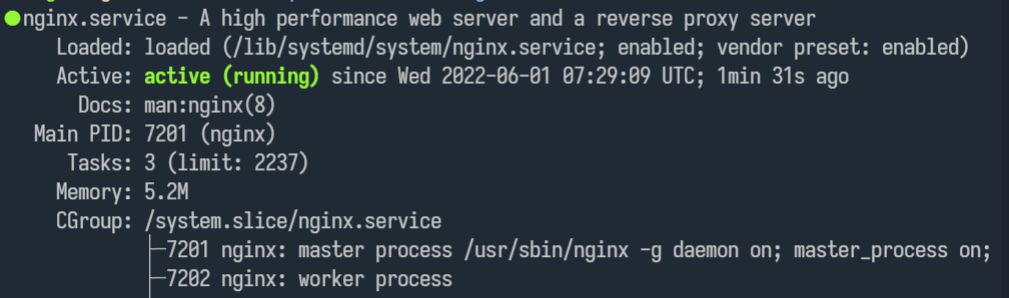 ●nginx.service - A high performance web server and a reverse proxy server
Loaded: loaded (/lib/systemd/system/nginx.service; enabled; vendor preset: enabled)
Active: active (running) since Wed 2022-06-01 07:29:09 UTC; 1min 31s ago
Docs: man:nginx(8)
Main PID: 7201 (nginx)
Tasks: 3 (limit: 2237)
Memory: 5.2M
CGroup: /system.slice/nginx.service
├─7201 nginx: master process /usr/sbin/nginx -g daemon on; master_process on;
├─7202 nginx: worker process